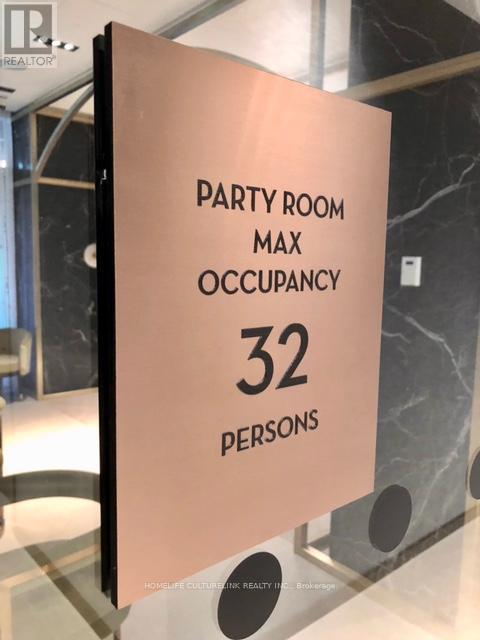 REALTOR®
PARTY ROOM
MAX
OCCUPANCY
32
PERSONS
HOMELIFE CULTURELINK REALTY INC., Brokerage